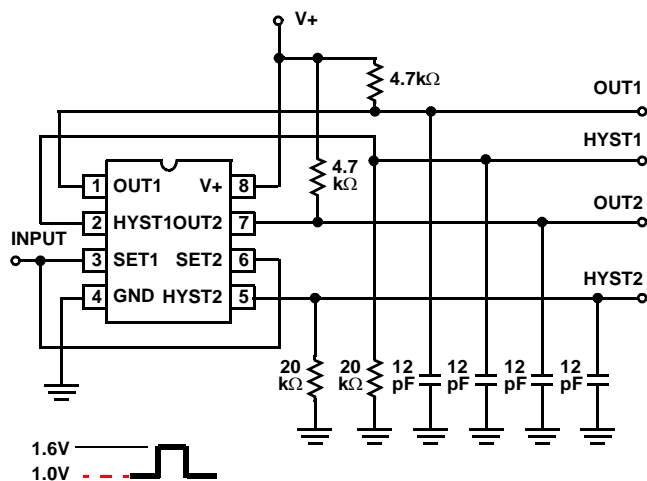 V+
4.7kΩ
OUT1
HYST1
4.7
kΩ
OUT2
HYST2
INPUT
1 OUT1 V+ 8
2 HYST1 OUT2 7
3 SET1 SET2 6
4 GND HYST2 5
20
kΩ
20
kΩ
12
pF
12
pF
12
pF
12
pF
1.6V
1.0V